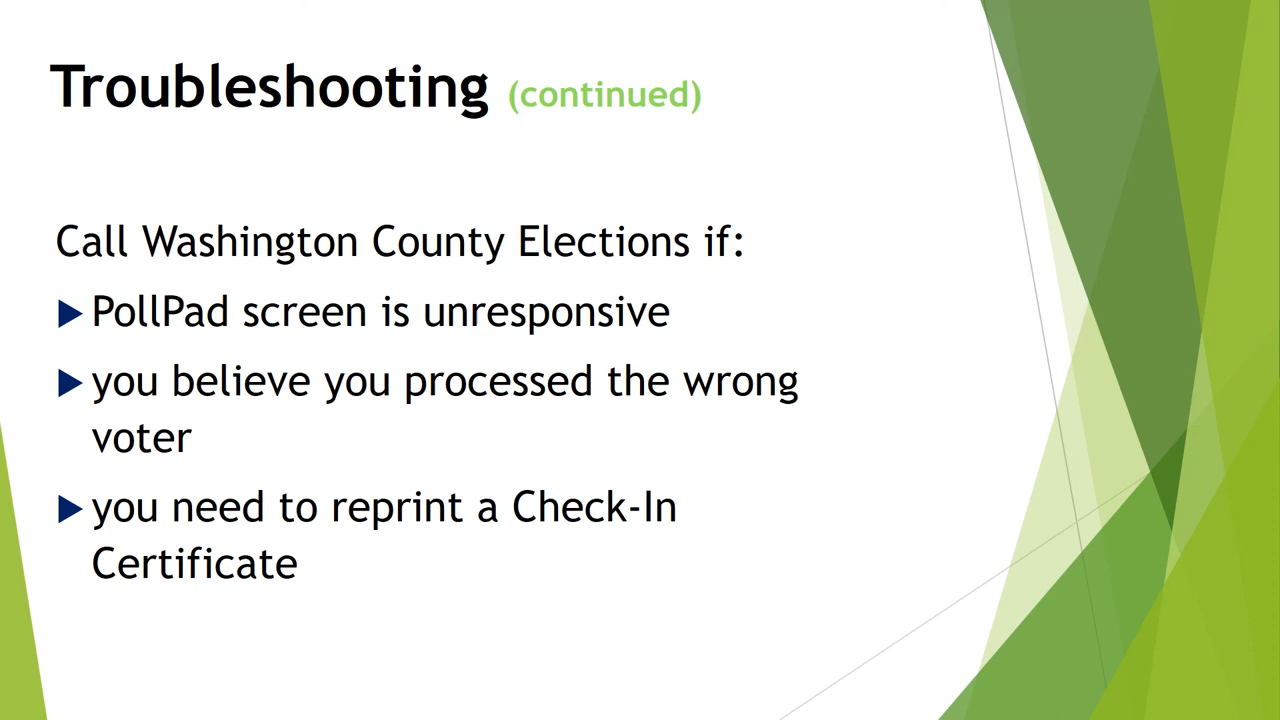 Troubleshooting (continued)
Call Washington County Elections if:
PollPad screen is unresponsive
you believe you processed the wrong
voter
you need to reprint a Check-In
Certificate